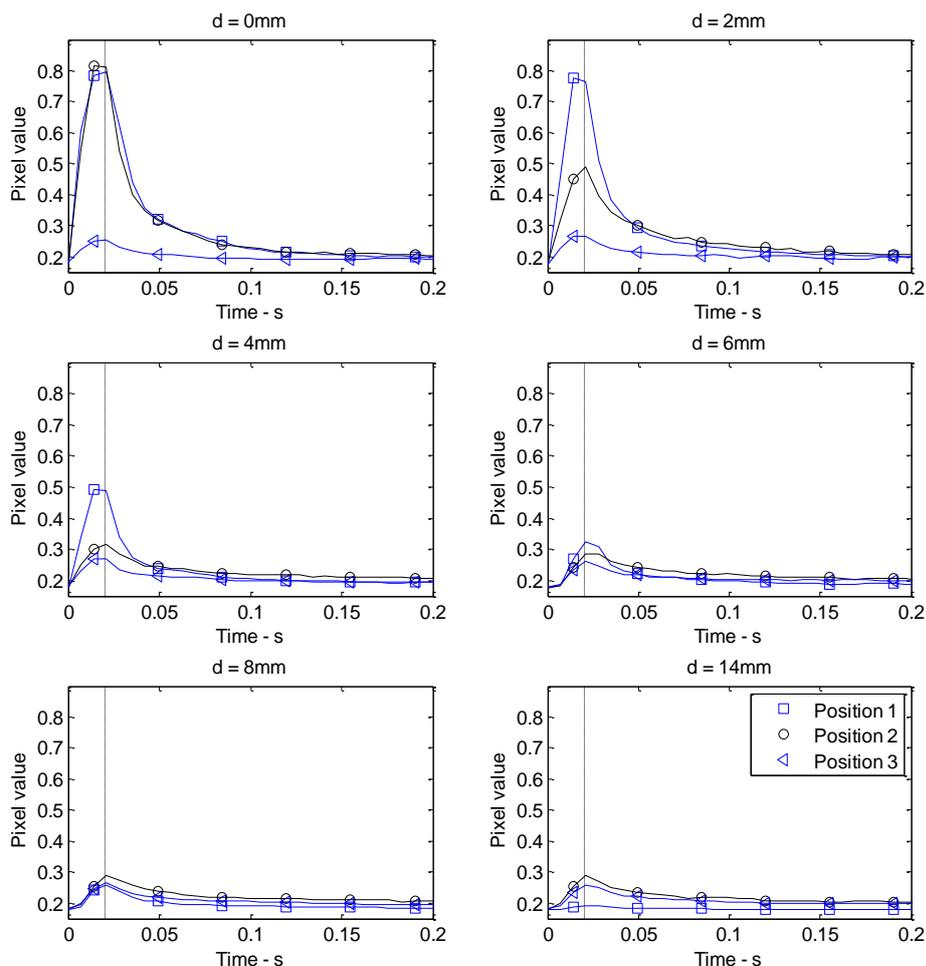 d = 0mm
Pixel value
0.8
0.7
0.6
0.5
0.4
0.3
0.2
0 0.05 0.1 0.15 0.2
Time - s
d = 2mm
Pixel value
0.8
0.7
0.6
0.5
0.4
0.3
0.2
0 0.05 0.1 0.15 0.2
Time - s
d = 4mm
Pixel value
0.8
0.7
0.6
0.5
0.4
0.3
0.2
0 0.05 0.1 0.15 0.2
Time - s
d = 6mm
Pixel value
0.8
0.7
0.6
0.5
0.4
0.3
0.2
0 0.05 0.1 0.15 0.2
Time - s
d = 8mm
Pixel value
0.8
0.7
0.6
0.5
0.4
0.3
0.2
0 0.05 0.1 0.15 0.2
Time - s
d = 14mm
Pixel value
0.8
0.7
0.6
0.5
0.4
0.3
0.2
0 0.05 0.1 0.15 0.2
Time - s
Position 1
Position 2
Position 3